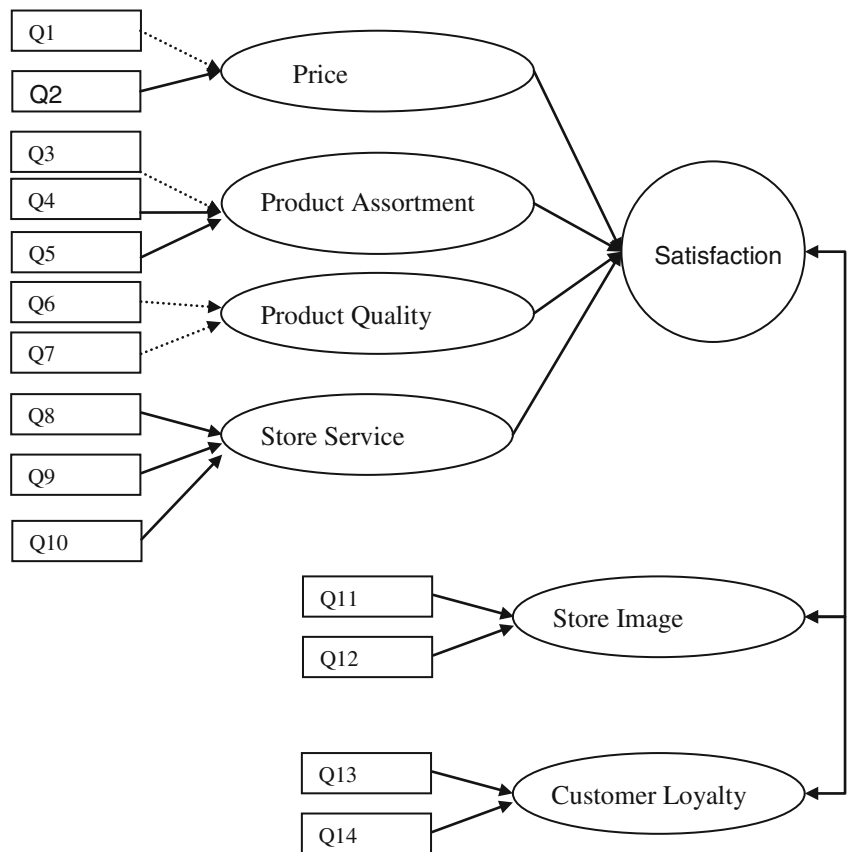 Q1
Q2
Price
Q3
Q4
Product Assortment
Q5
Satisfaction
Q6
Product Quality
Q7
Q8
Store Service
Q9
Q10
Q11
Store Image
Q12
Q13
Customer Loyalty
Q14